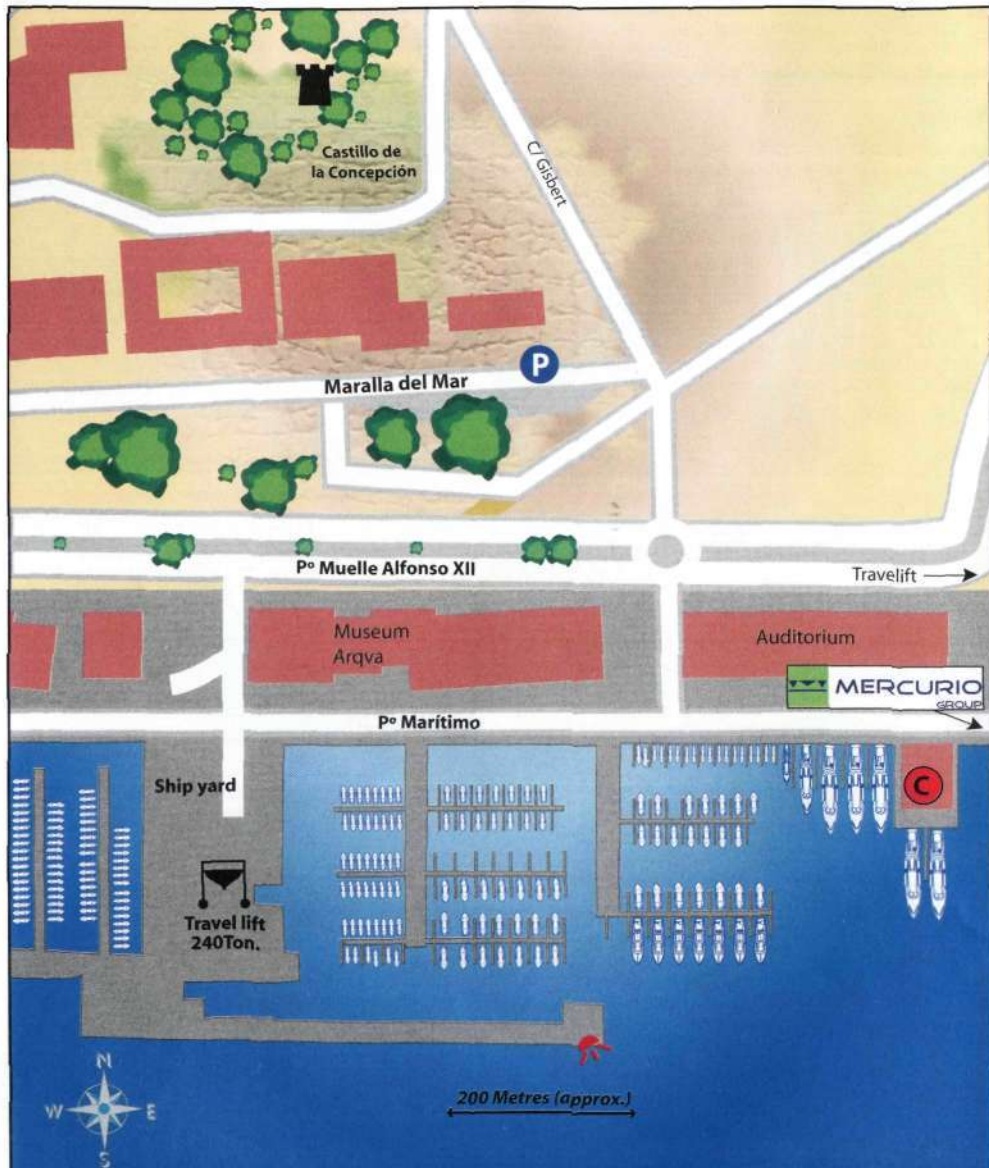 Castillo de
la Concepción
C/ Gisbert
P
Maralla del Mar
Pº Muelle Alfonso XII
Travelift
Museum
Arqva
Auditorium
MERCURIO
GROUP
Pº Marítimo
Ship yard
C
Travel lift
240Ton.
200 Metres (approx.)
N
W E
S